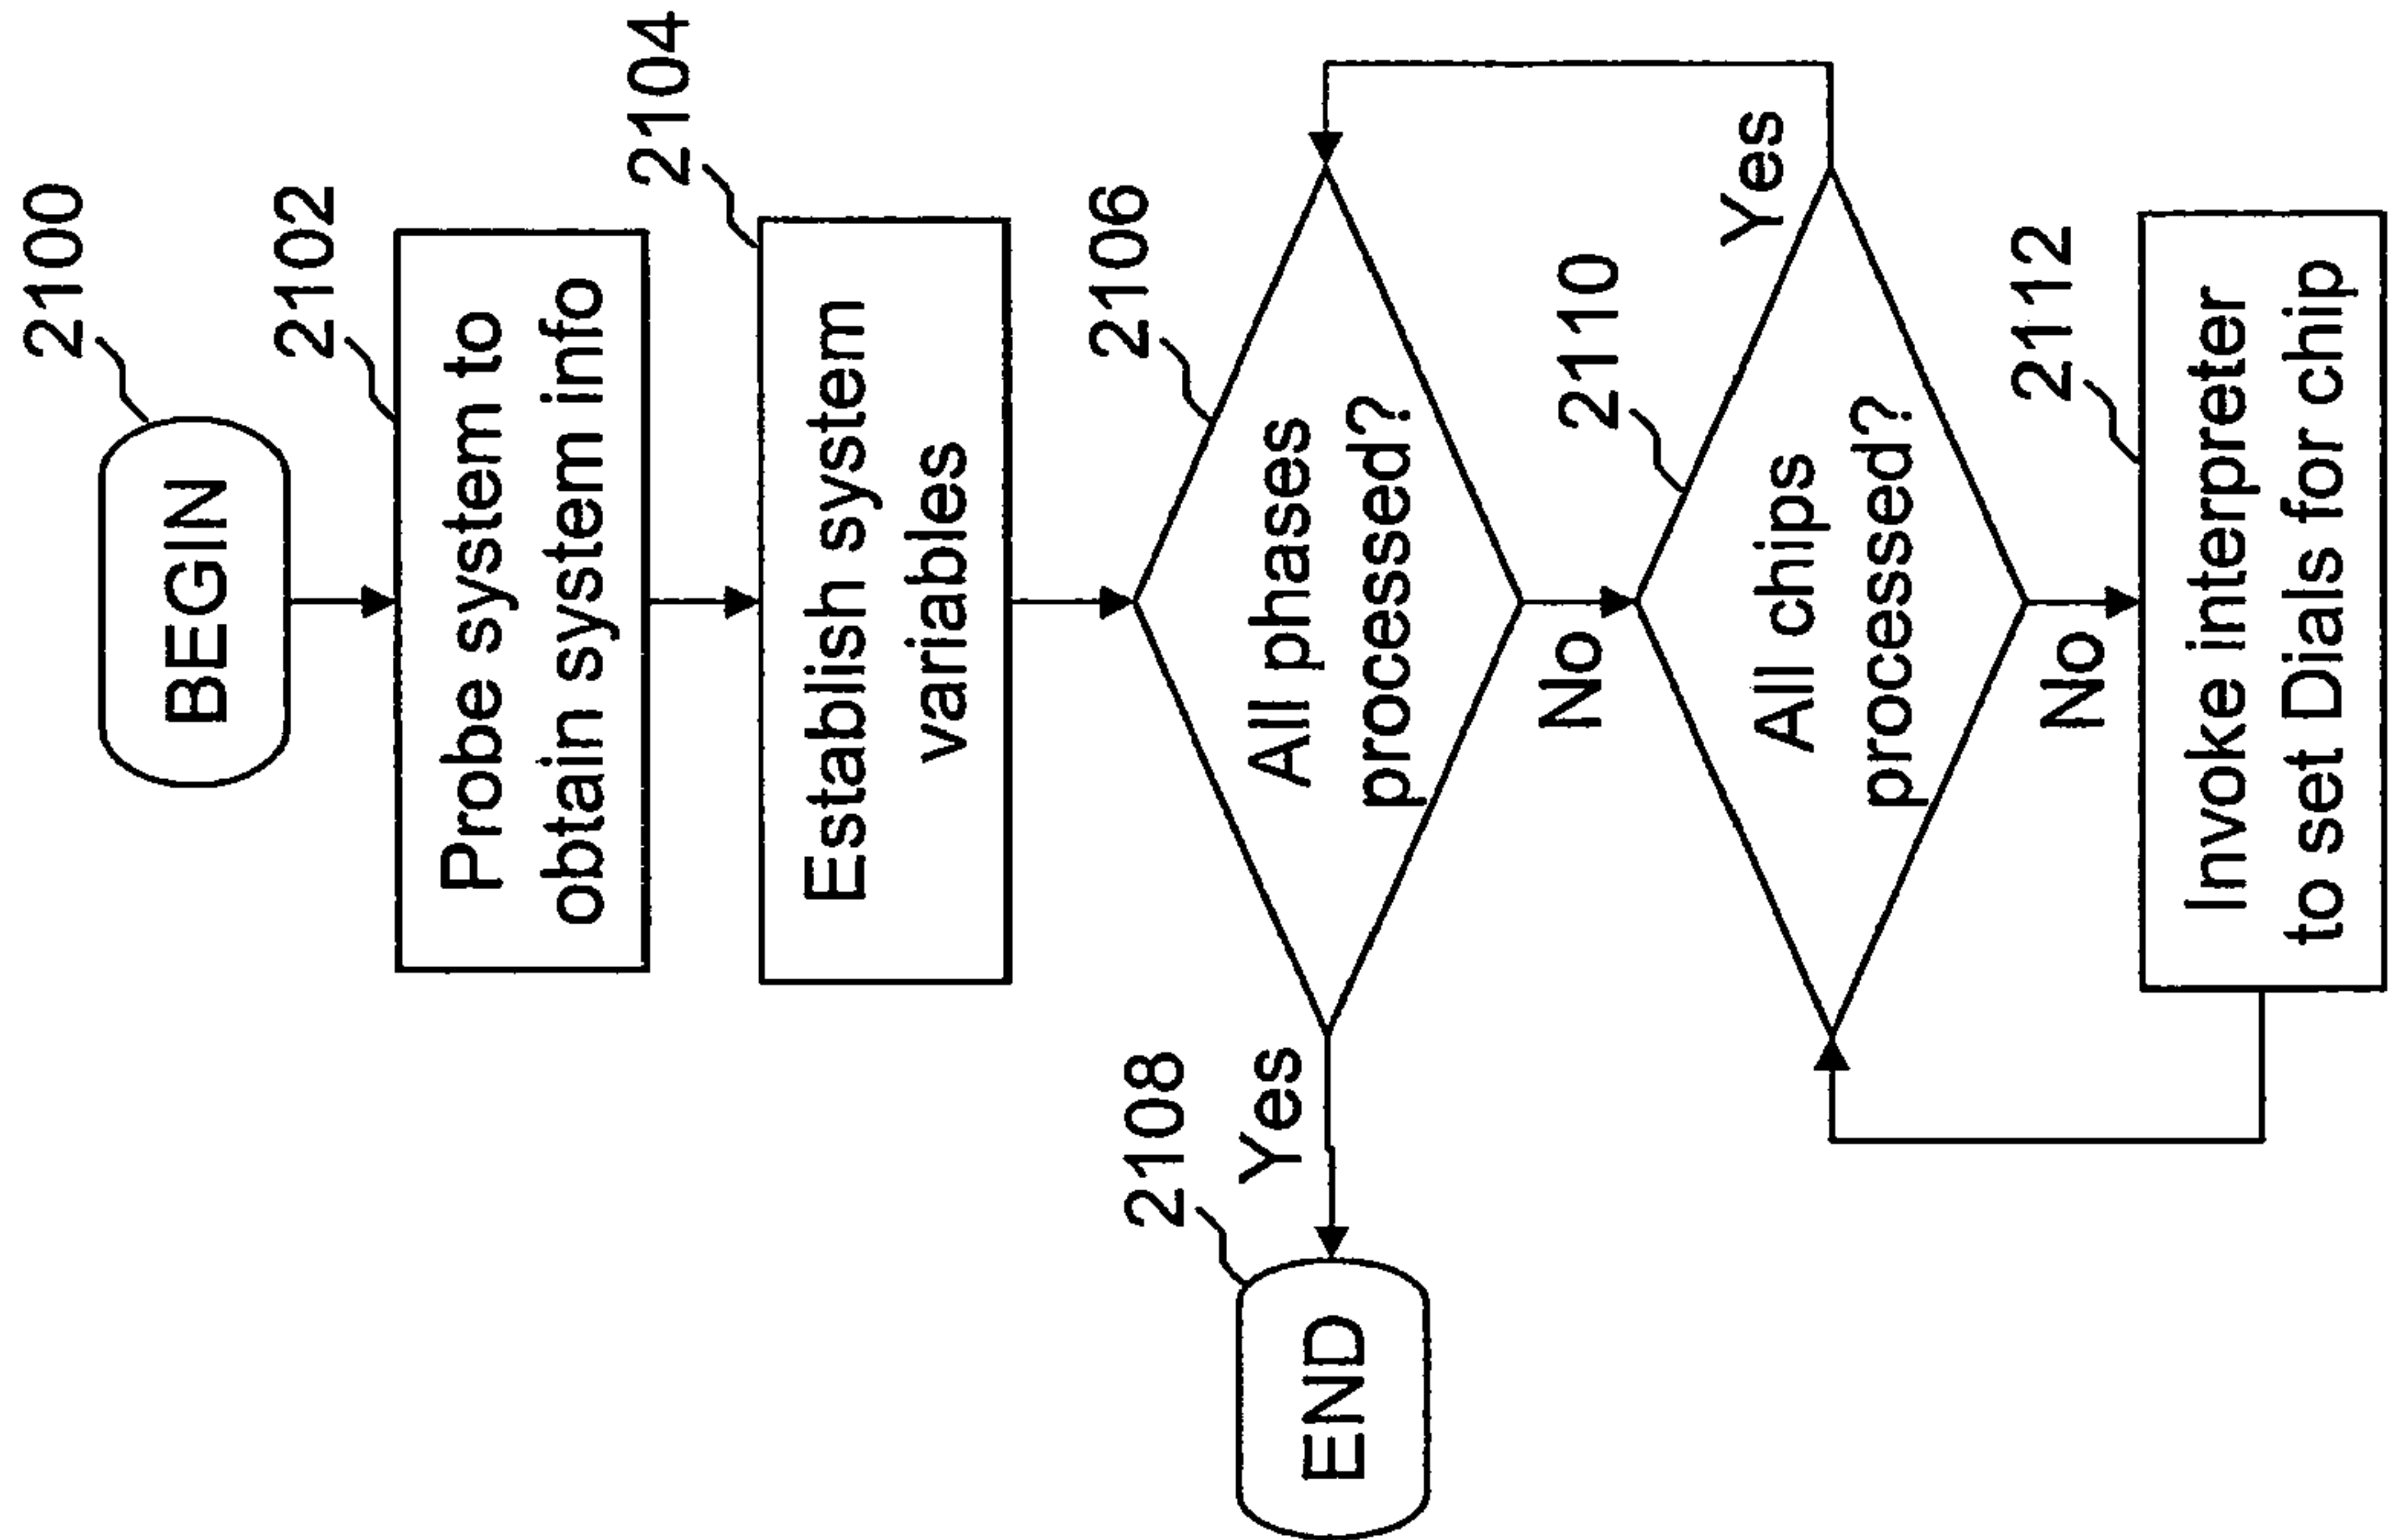 2100
BEGIN
2102
Probe system to
obtain system info
2104
Establish system
variables
2106
All phases
processed?
2108
Yes
END
No
2110
All chips
processed?
Yes
No
2112
Invoke interpreter
to set Dials for chip